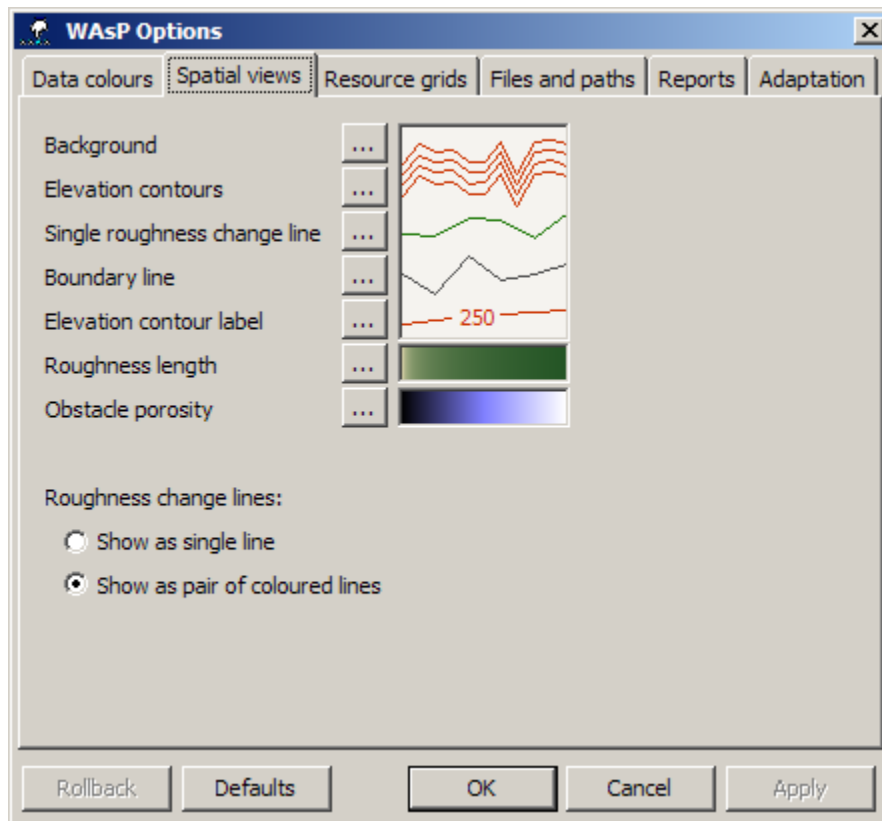 WAsP Options
Data colours Spatial views Resource grids Files and paths Reports Adaptation
Background ...
Elevation contours ...
Single roughness change line ...
Boundary line ...
Elevation contour label ... 250
Roughness length ...
Obstacle porosity ...
Roughness change lines:
Show as single line
Show as pair of coloured lines
Rollback Defaults OK Cancel Apply